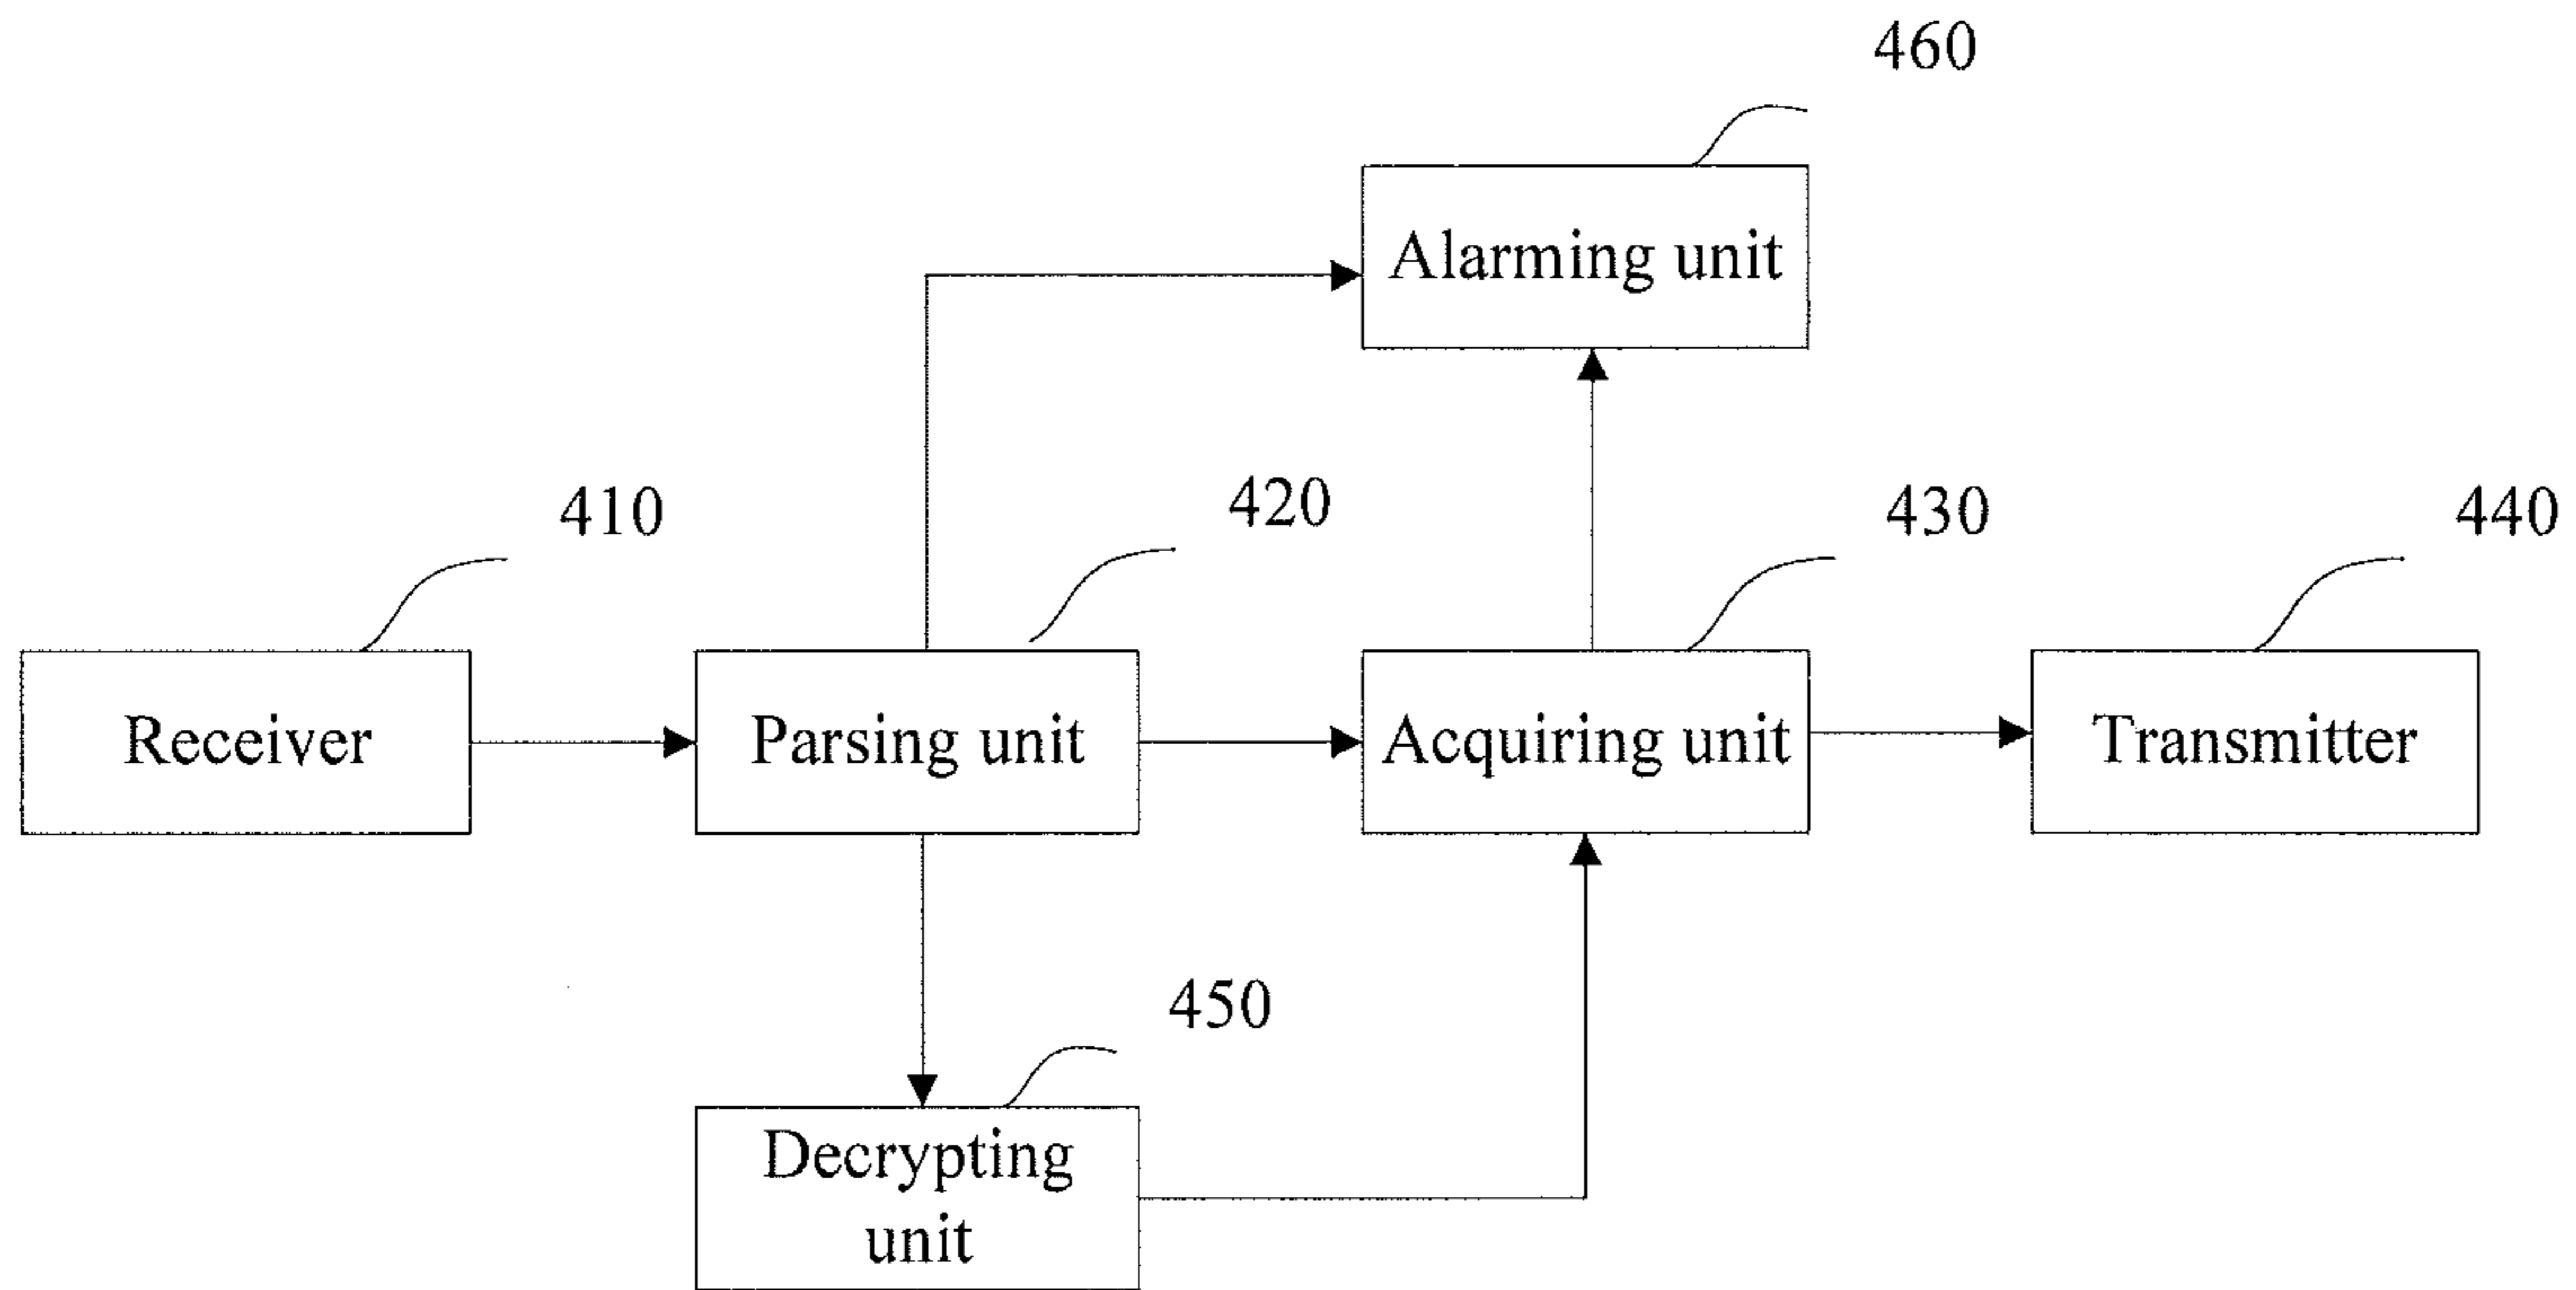 460
Alarming unit
410
420
430
440
Receiver
Parsing unit
Acquiring unit
Transmitter
450
Decrypting
unit